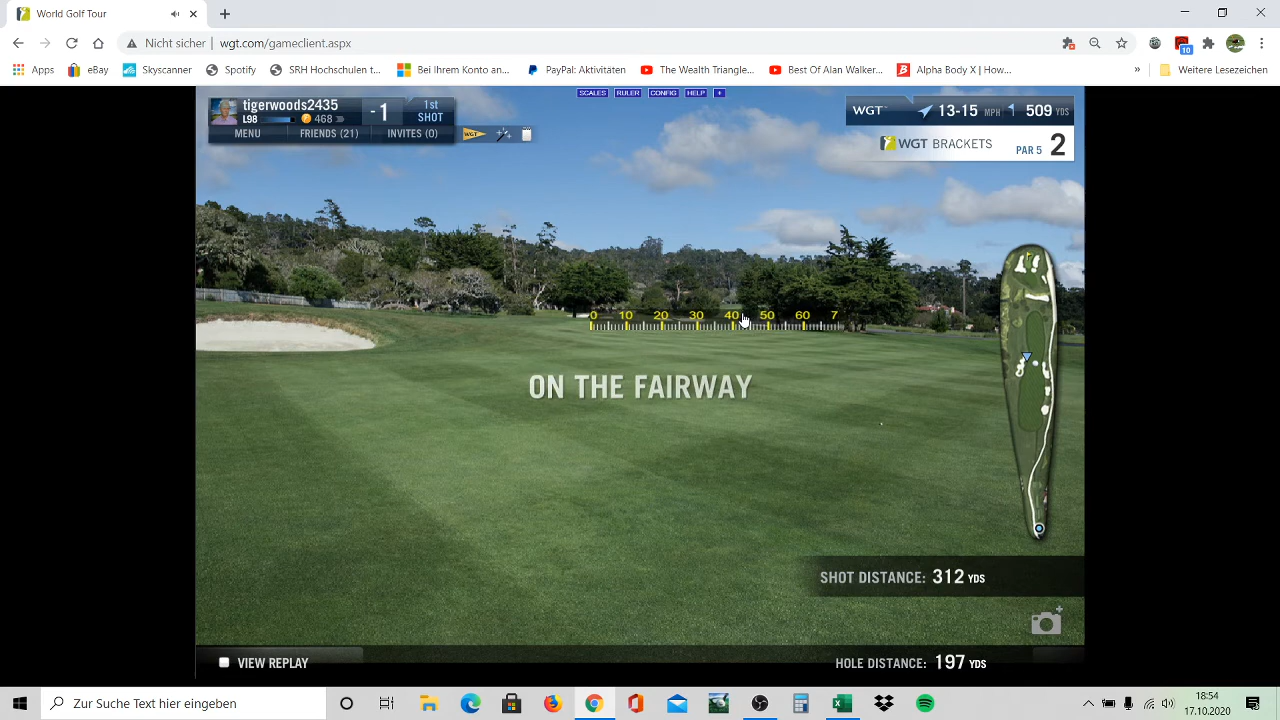 World Golf Tour
Nicht sicher | wgt.com/gameclient.aspx
10
Apps eBay Skyscanner Spotify SRH Hochschulen t... Bei Ihrem Konto an... PayPal: Aktivitäten The Wealth Triangle... Best Of Alan Walker... Alpha Body X | How... » Weitere Lesezeichen
SCALES RULER CONFIG HELP +
tigerwoods2435 -1 1st
L98 468 SHOT
MENU FRIENDS (21) INVITES (0) WGT
WGT 13-15 MPH 509 YDS
WGT BRACKETS PAR 5 2
0 10 20 30 40 50 60 7
ON THE FAIRWAY
SHOT DISTANCE: 312 YDS
VIEW REPLAY
HOLE DISTANCE: 197 YDS
Zur Suche Text hier eingeben
18:54
17.10.2020